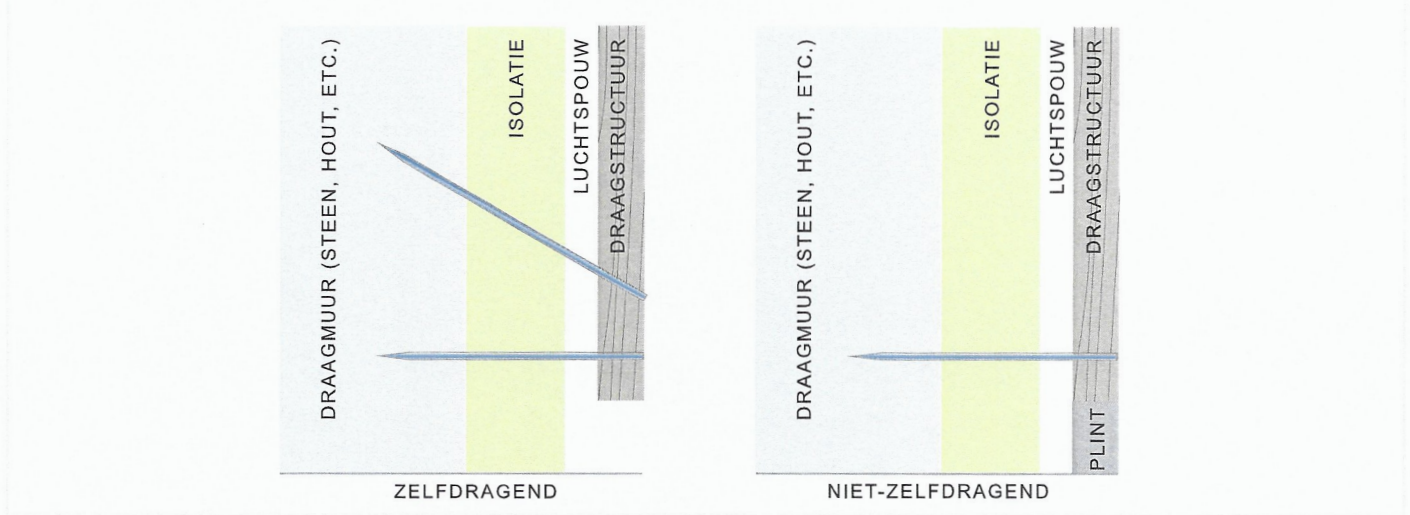 DRAAGMUUR (STEEN, HOUT, ETC.)
ISOLATIE
LUCHTSPOUW
DRAAGSTRUCTUUR
ZELFDRAGEND
DRAAGMUUR (STEEN, HOUT, ETC.)
ISOLATIE
LUCHTSPOUW
DRAAGSTRUCTUUR
PLINT
NIET-ZELFDRAGEND